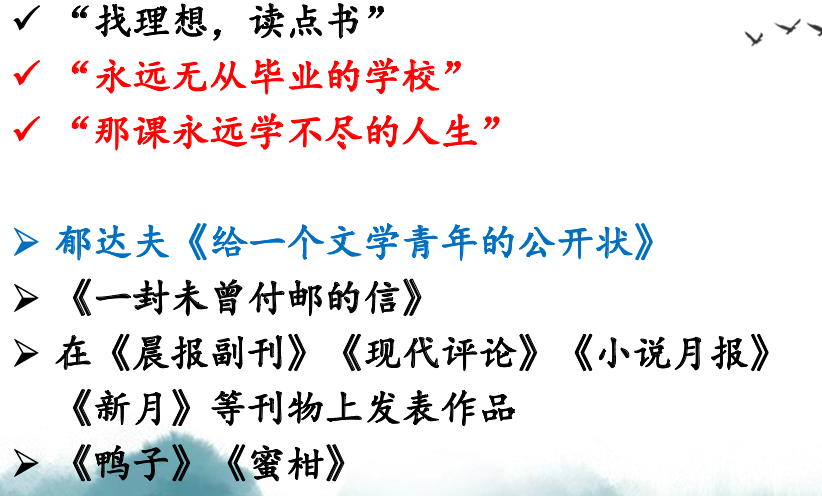 ✓ “找理想，读点书”
✓ “永远无从毕业的学校”
✓ “那课永远学不尽的人生”
➢ 郁达夫《给一个文学青年的公开状》
➢ 《一封未曾付邮的信》
➢ 在《晨报副刊》《现代评论》《小说月报》
《新月》等刊物上发表作品
➢ 《鸭子》《蜜柑》